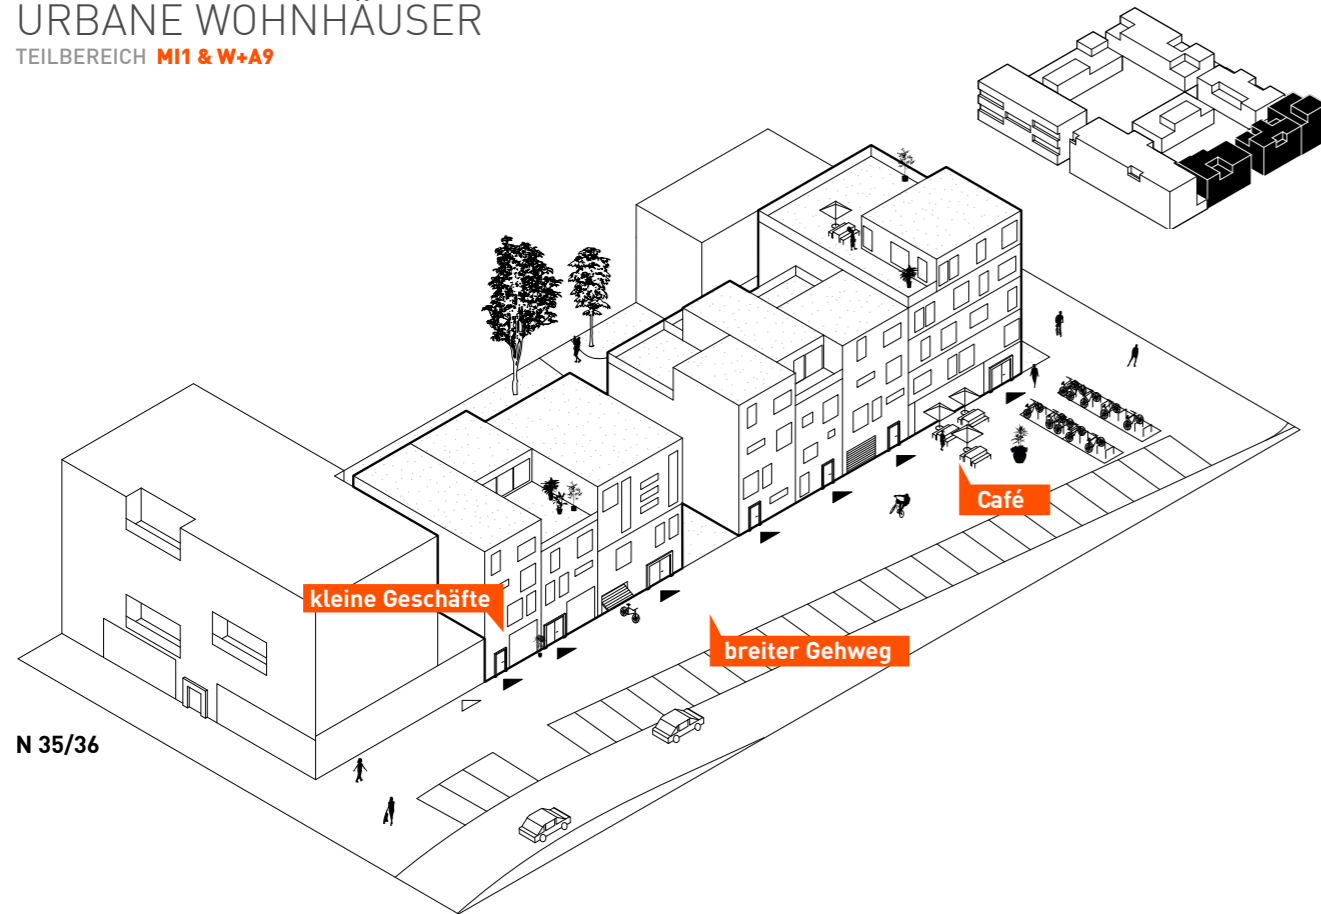 URBANE WOHNHÄUSER
TEILBEREICH MI1 & W+A9
kleine Geschäfte
Café
breiter Gehweg
N 35/36